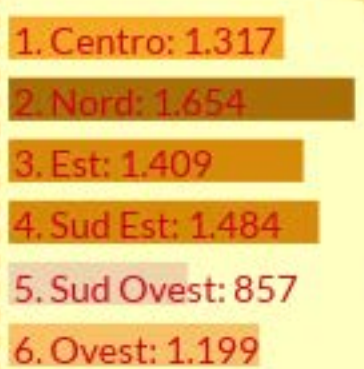 1. Centro: 1.317
2. Nord: 1.654
3. Est: 1.409
4. Sud Est: 1.484
5. Sud Ovest: 857
6. Ovest: 1.199